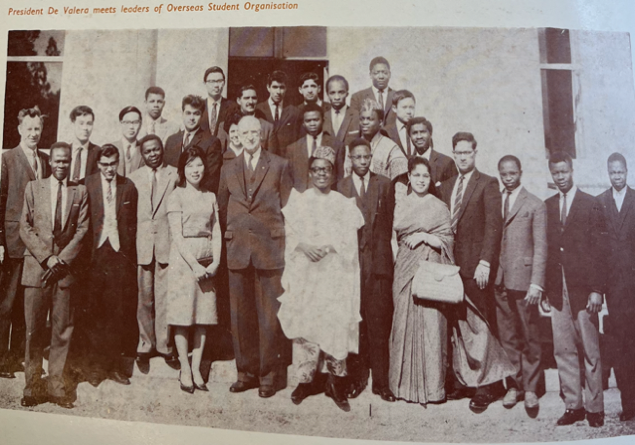 President De Valera meets leaders of Overseas Student Organisation